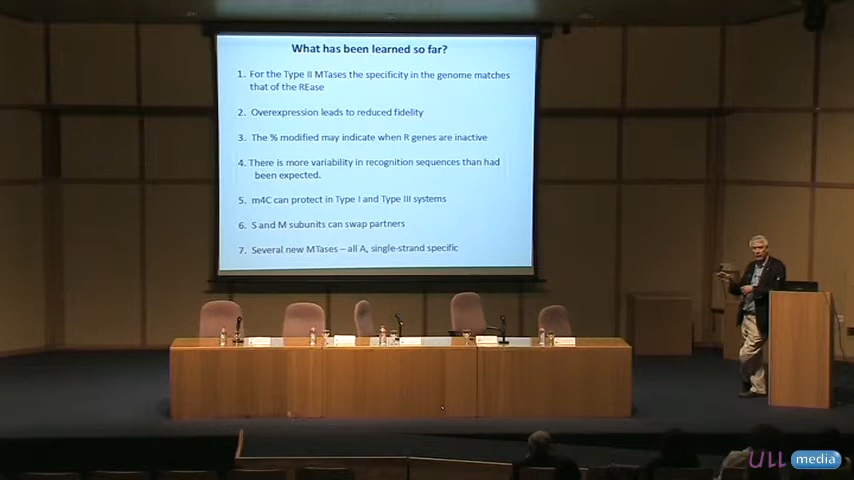 What has been learned so far?
1. For the Type II MTases the specificity in the genome matches
that of the REase
2. Overexpression leads to reduced fidelity
3. The % modified may indicate when R genes are inactive
4. There is more variability in recognition sequences than had
been expected.
5. m4C can protect in Type I and Type III systems
6. S and M subunits can swap partners
7. Several new MTases – all A, single-strand specific
ULL media